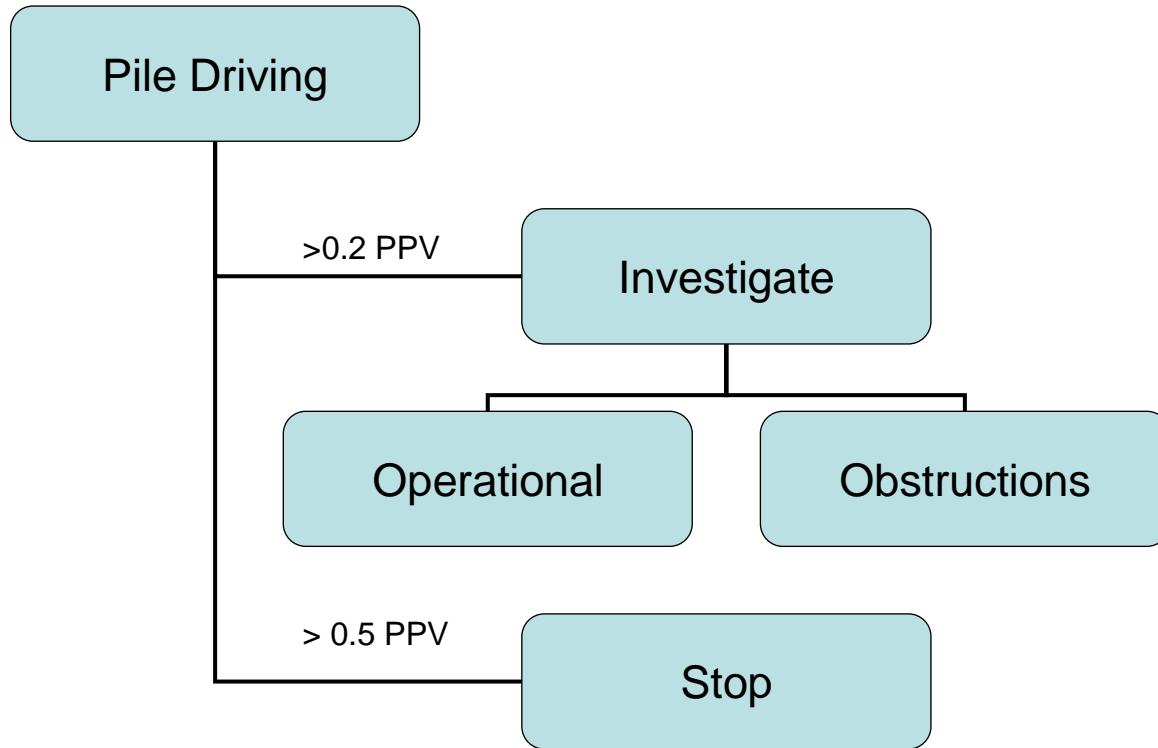 Pile Driving
>0.2 PPV
Investigate
Operational
Obstructions
> 0.5 PPV
Stop